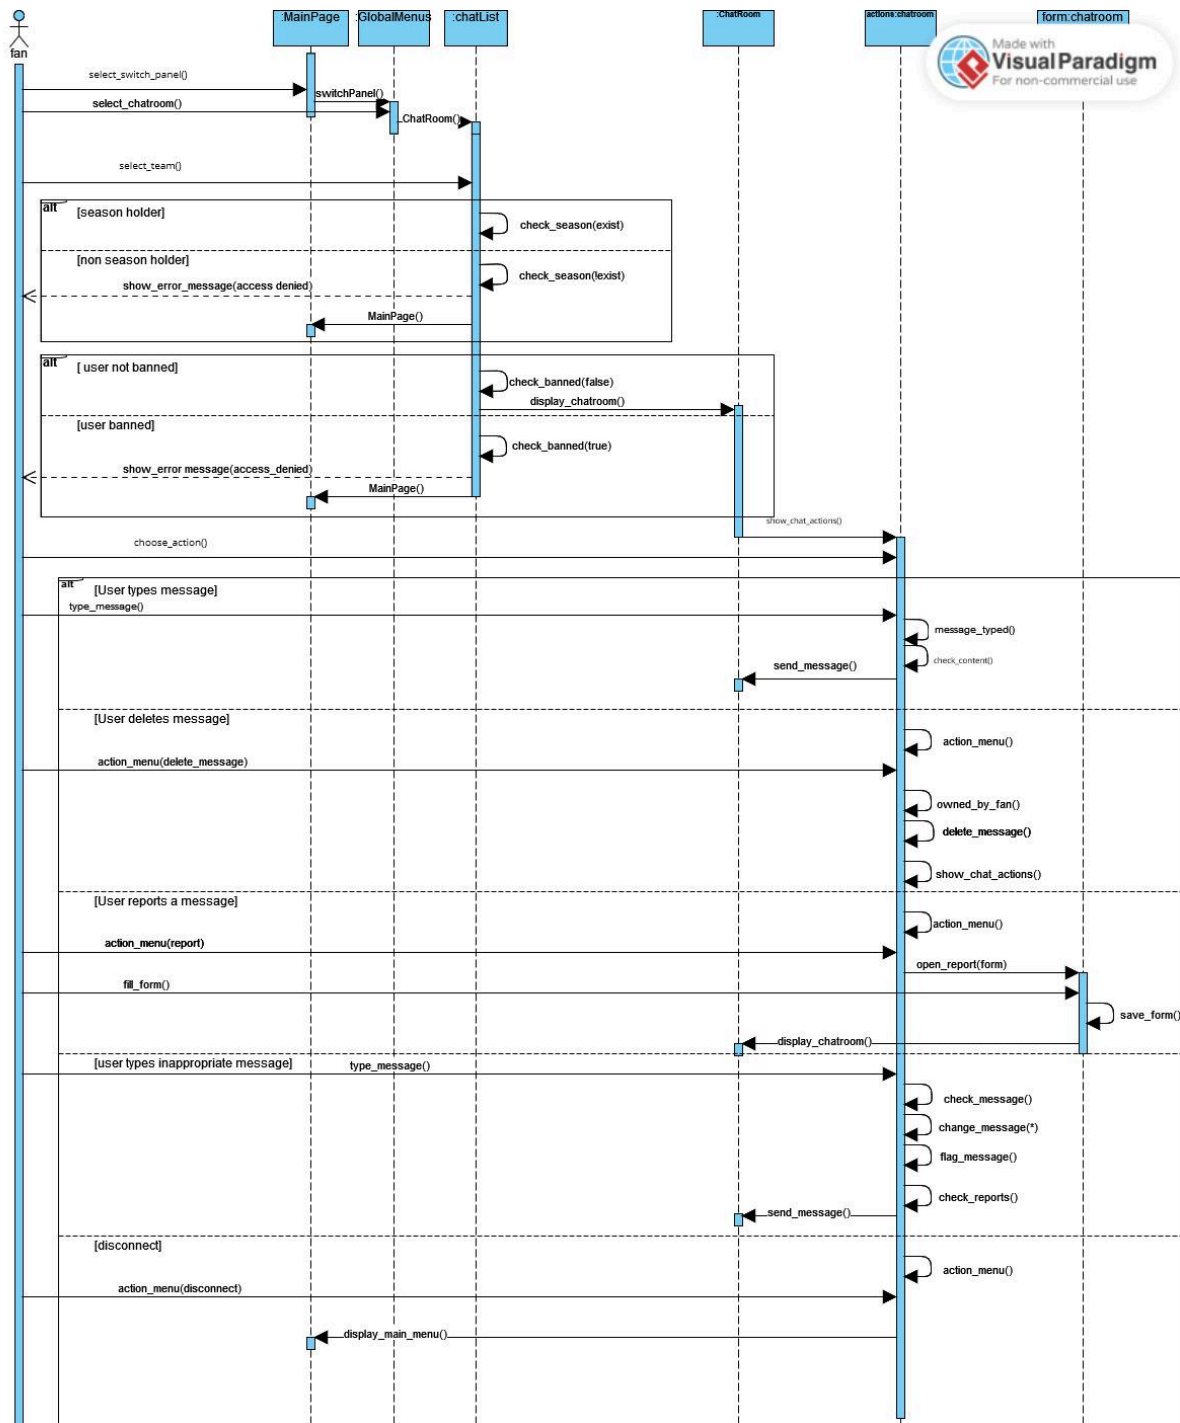 :MainPage
:GlobalMenus
:chatList
:ChatRoom
actions:chatroom
form:chatroom
Made with
Visual Paradigm
For non-commercial use
fan
select_switch_panel()
switchPanel()
select_chatroom()
ChatRoom()
select_team()
alt
[season holder]
check_season(exist)
[non season holder]
check_season(!exist)
show_error_message(access denied)
MainPage()
alt
[ user not banned]
check_banned(false)
display_chatroom()
[user banned]
check_banned(true)
show_error message(access_denied)
MainPage()
show_chat_actions()
choose_action()
alt
[User types message]
type_message()
message_typed()
check_content()
send_message()
[User deletes message]
action_menu()
action_menu(delete_message)
owned_by_fan()
delete_message()
show_chat_actions()
[User reports a message]
action_menu()
action_menu(report)
open_report(form)
fill_form()
save_form()
display_chatroom()
[user types inappropriate message]
type_message()
check_message()
change_message(*)
flag_message()
check_reports()
send_message()
[disconnect]
action_menu()
action_menu(disconnect)
display_main_menu()